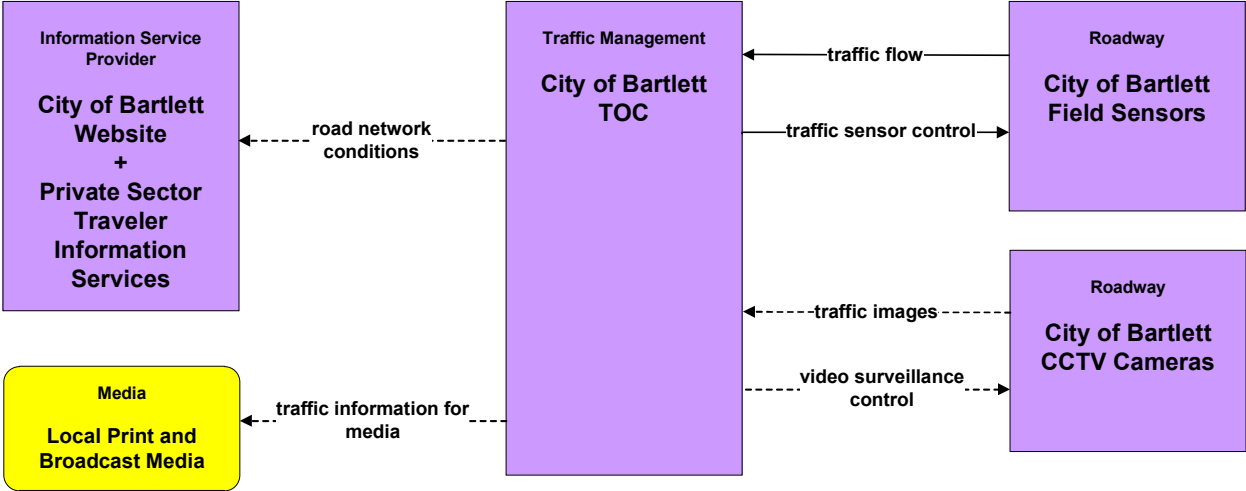 Information Service
Provider
City of Bartlett
Website
+
Private Sector
Traveler
Information
Services
road network
conditions
Media
Local Print and
Broadcast Media
traffic information for
media
Traffic Management
City of Bartlett
TOC
traffic flow
traffic sensor control
traffic images
video surveillance
control
Roadway
City of Bartlett
Field Sensors
Roadway
City of Bartlett
CCTV Cameras